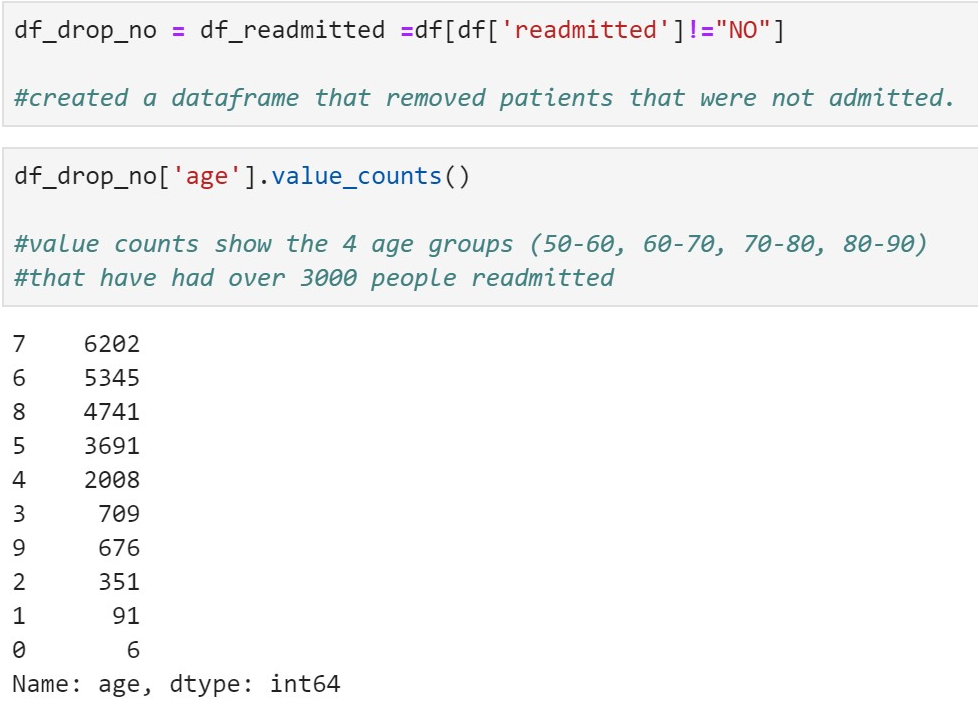 df_drop_no = df_readmitted =df[df['readmitted']!="NO"]
#created a dataframe that removed patients that were not admitted.
df_drop_no['age'].value_counts()
#value counts show the 4 age groups (50-60, 60-70, 70-80, 80-90)
#that have had over 3000 people readmitted
7    6202
6    5345
8    4741
5    3691
4    2008
3     709
9     676
2     351
1      91
0       6
Name: age, dtype: int64